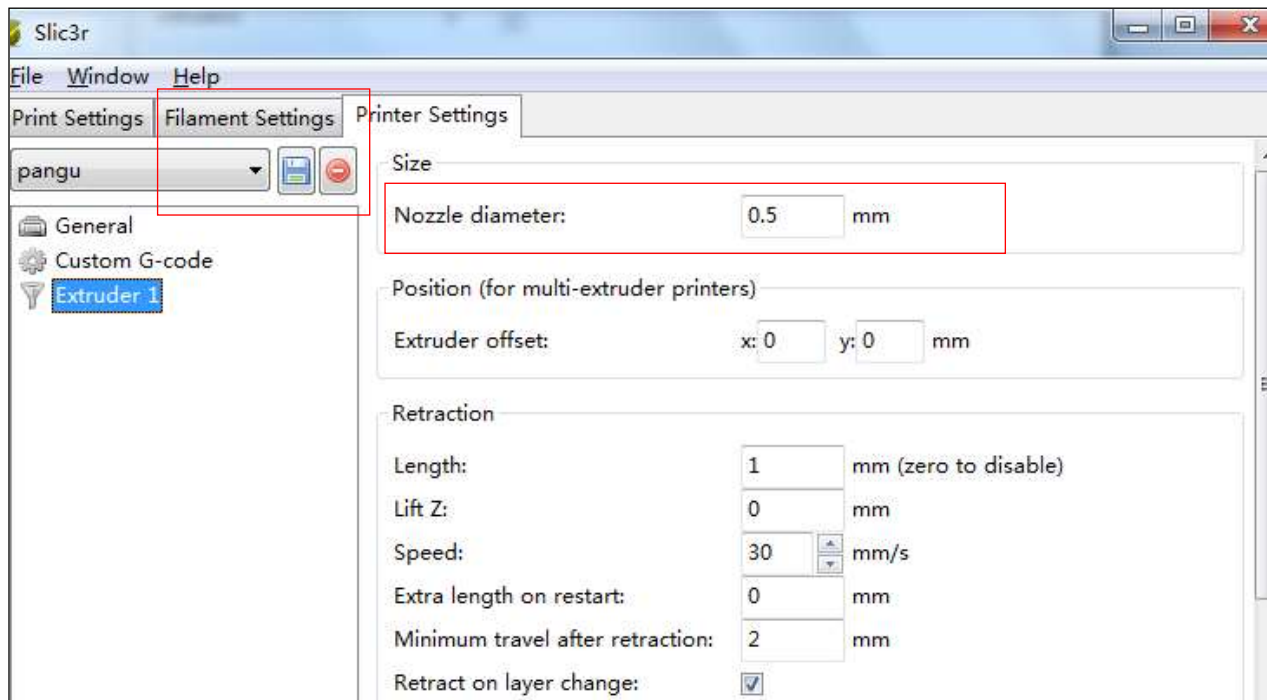 Slic3r
File Window Help
Print Settings Filament Settings Printer Settings
pangu
General
Custom G-code
Extruder 1
Size
Nozzle diameter: 0.5 mm
Position (for multi-extruder printers)
Extruder offset: x: 0 y: 0 mm
Retraction
Length: 1 mm (zero to disable)
Lift Z: 0 mm
Speed: 30 mm/s
Extra length on restart: 0 mm
Minimum travel after retraction: 2 mm
Retract on layer change: